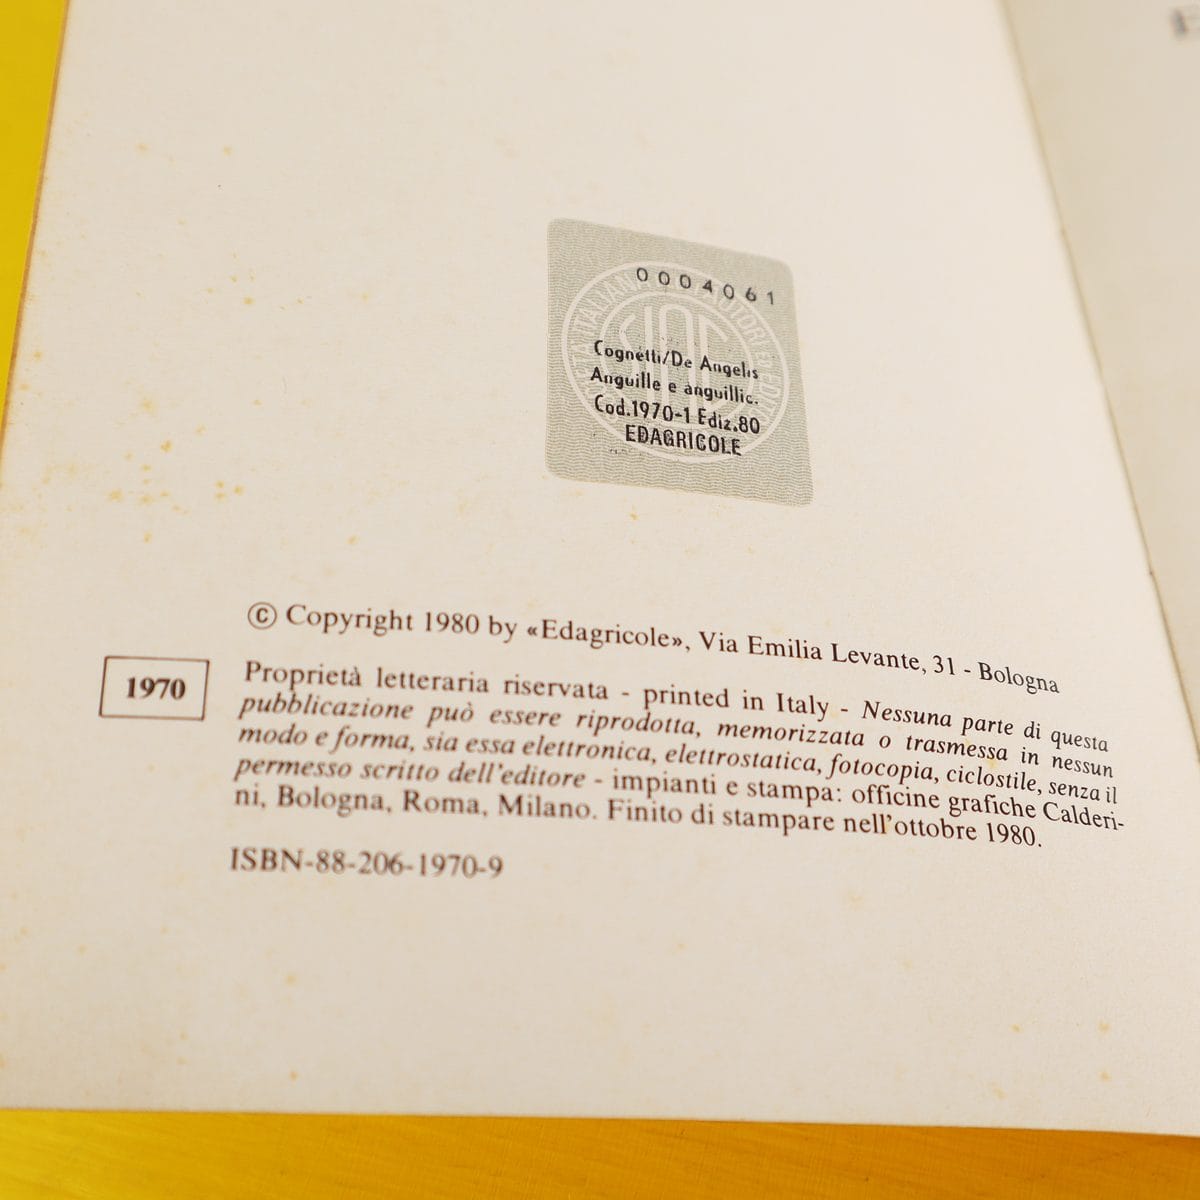 0004061
Cognetti/De Angelis
Anguille e anguillic.
Cod.1970-1 Ediz.80
EDAGRICOLE
© Copyright 1980 by «Edagricole», Via Emilia Levante, 31 - Bologna
1970
Proprietà letteraria riservata - printed in Italy - Nessuna parte di questa
pubblicazione può essere riprodotta, memorizzata o trasmessa in nessun
modo e forma, sia essa elettronica, elettrostatica, fotocopia, ciclostile, senza il
permesso scritto dell'editore - impianti e stampa: officine grafiche Calderi-
ni, Bologna, Roma, Milano. Finito di stampare nell'ottobre 1980.
ISBN-88-206-1970-9